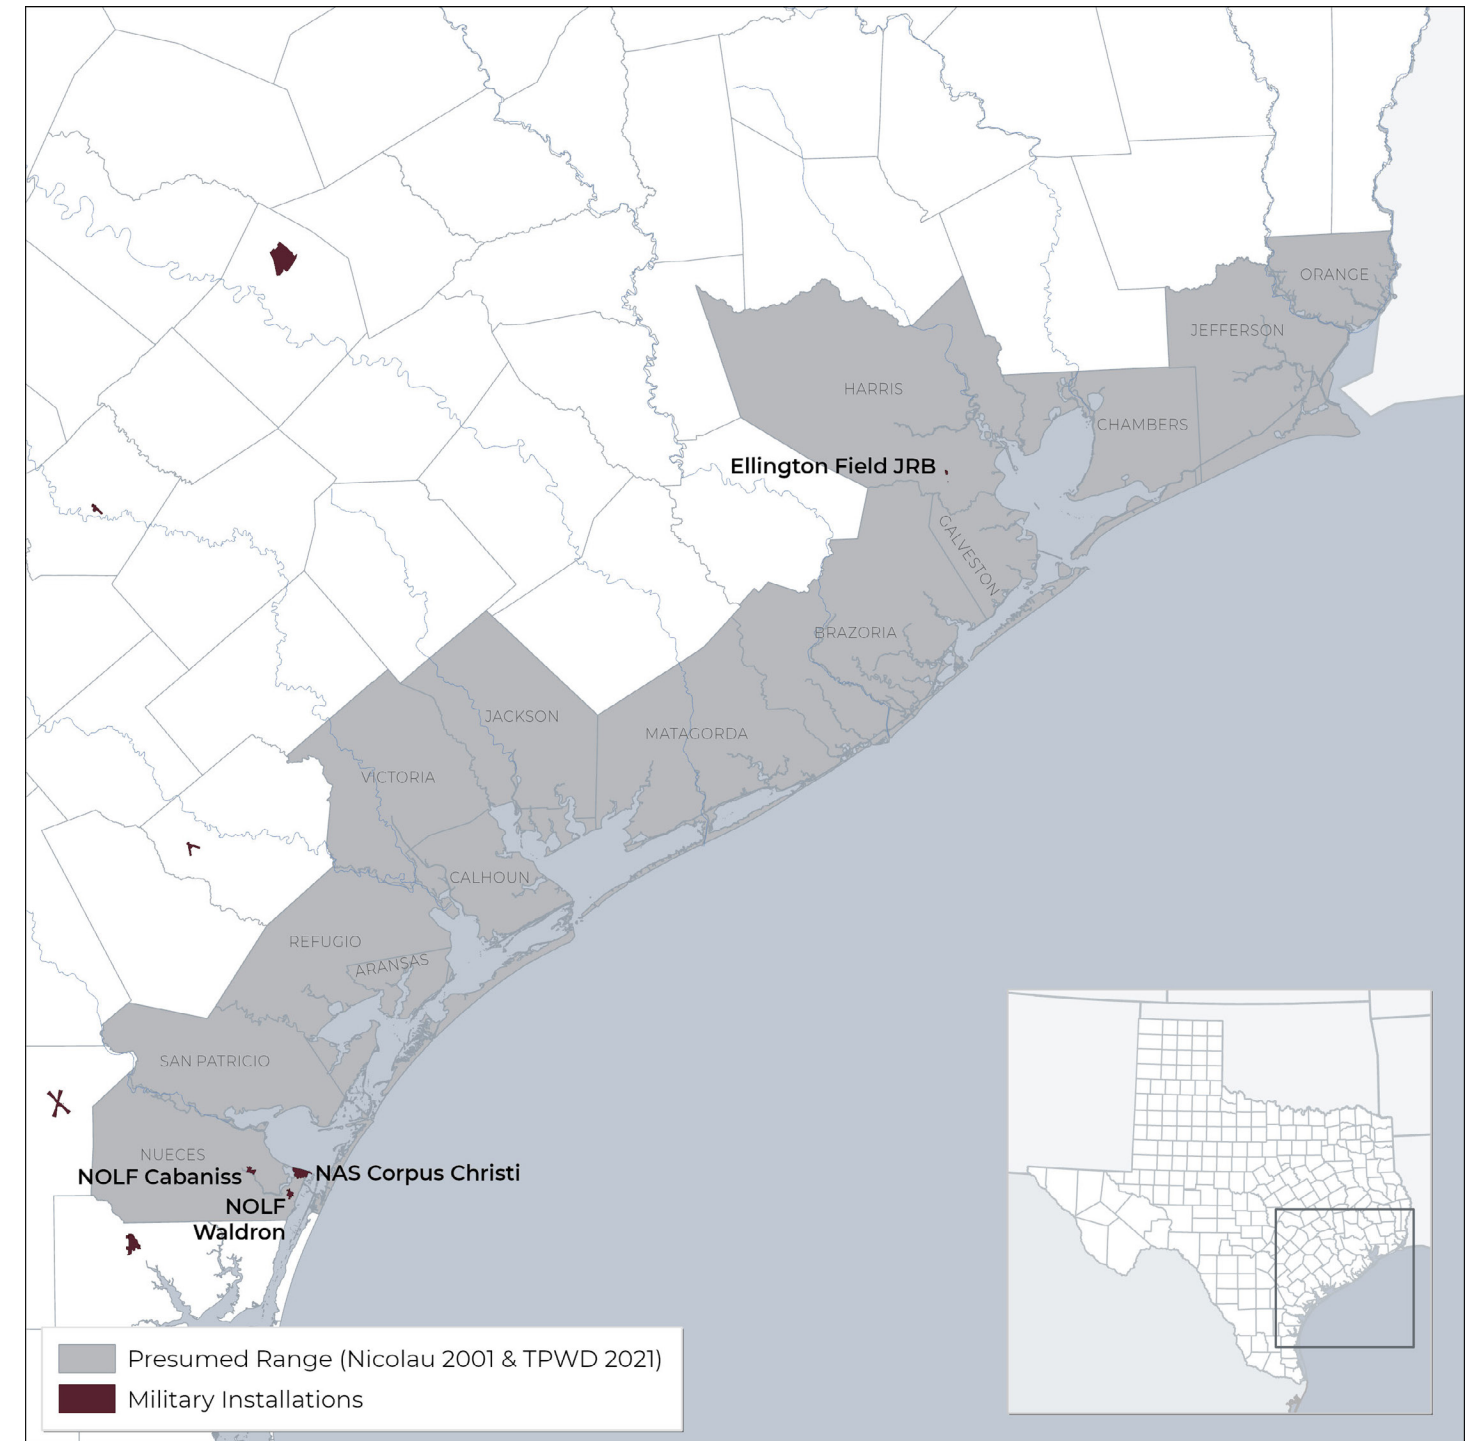 ORANGE
JEFFERSON
HARRIS
CHAMBERS
Ellington Field JRB
GALVESTON
BRAZORIA
JACKSON
MATAGORDA
VICTORIA
CALHOUN
REFUGIO
ARANSAS
SAN PATRICIO
NUECES
NOLF Cabaniss
NAS Corpus Christi
NOLF
Waldron
Presumed Range (Nicolau 2001 & TPWD 2021)
Military Installations